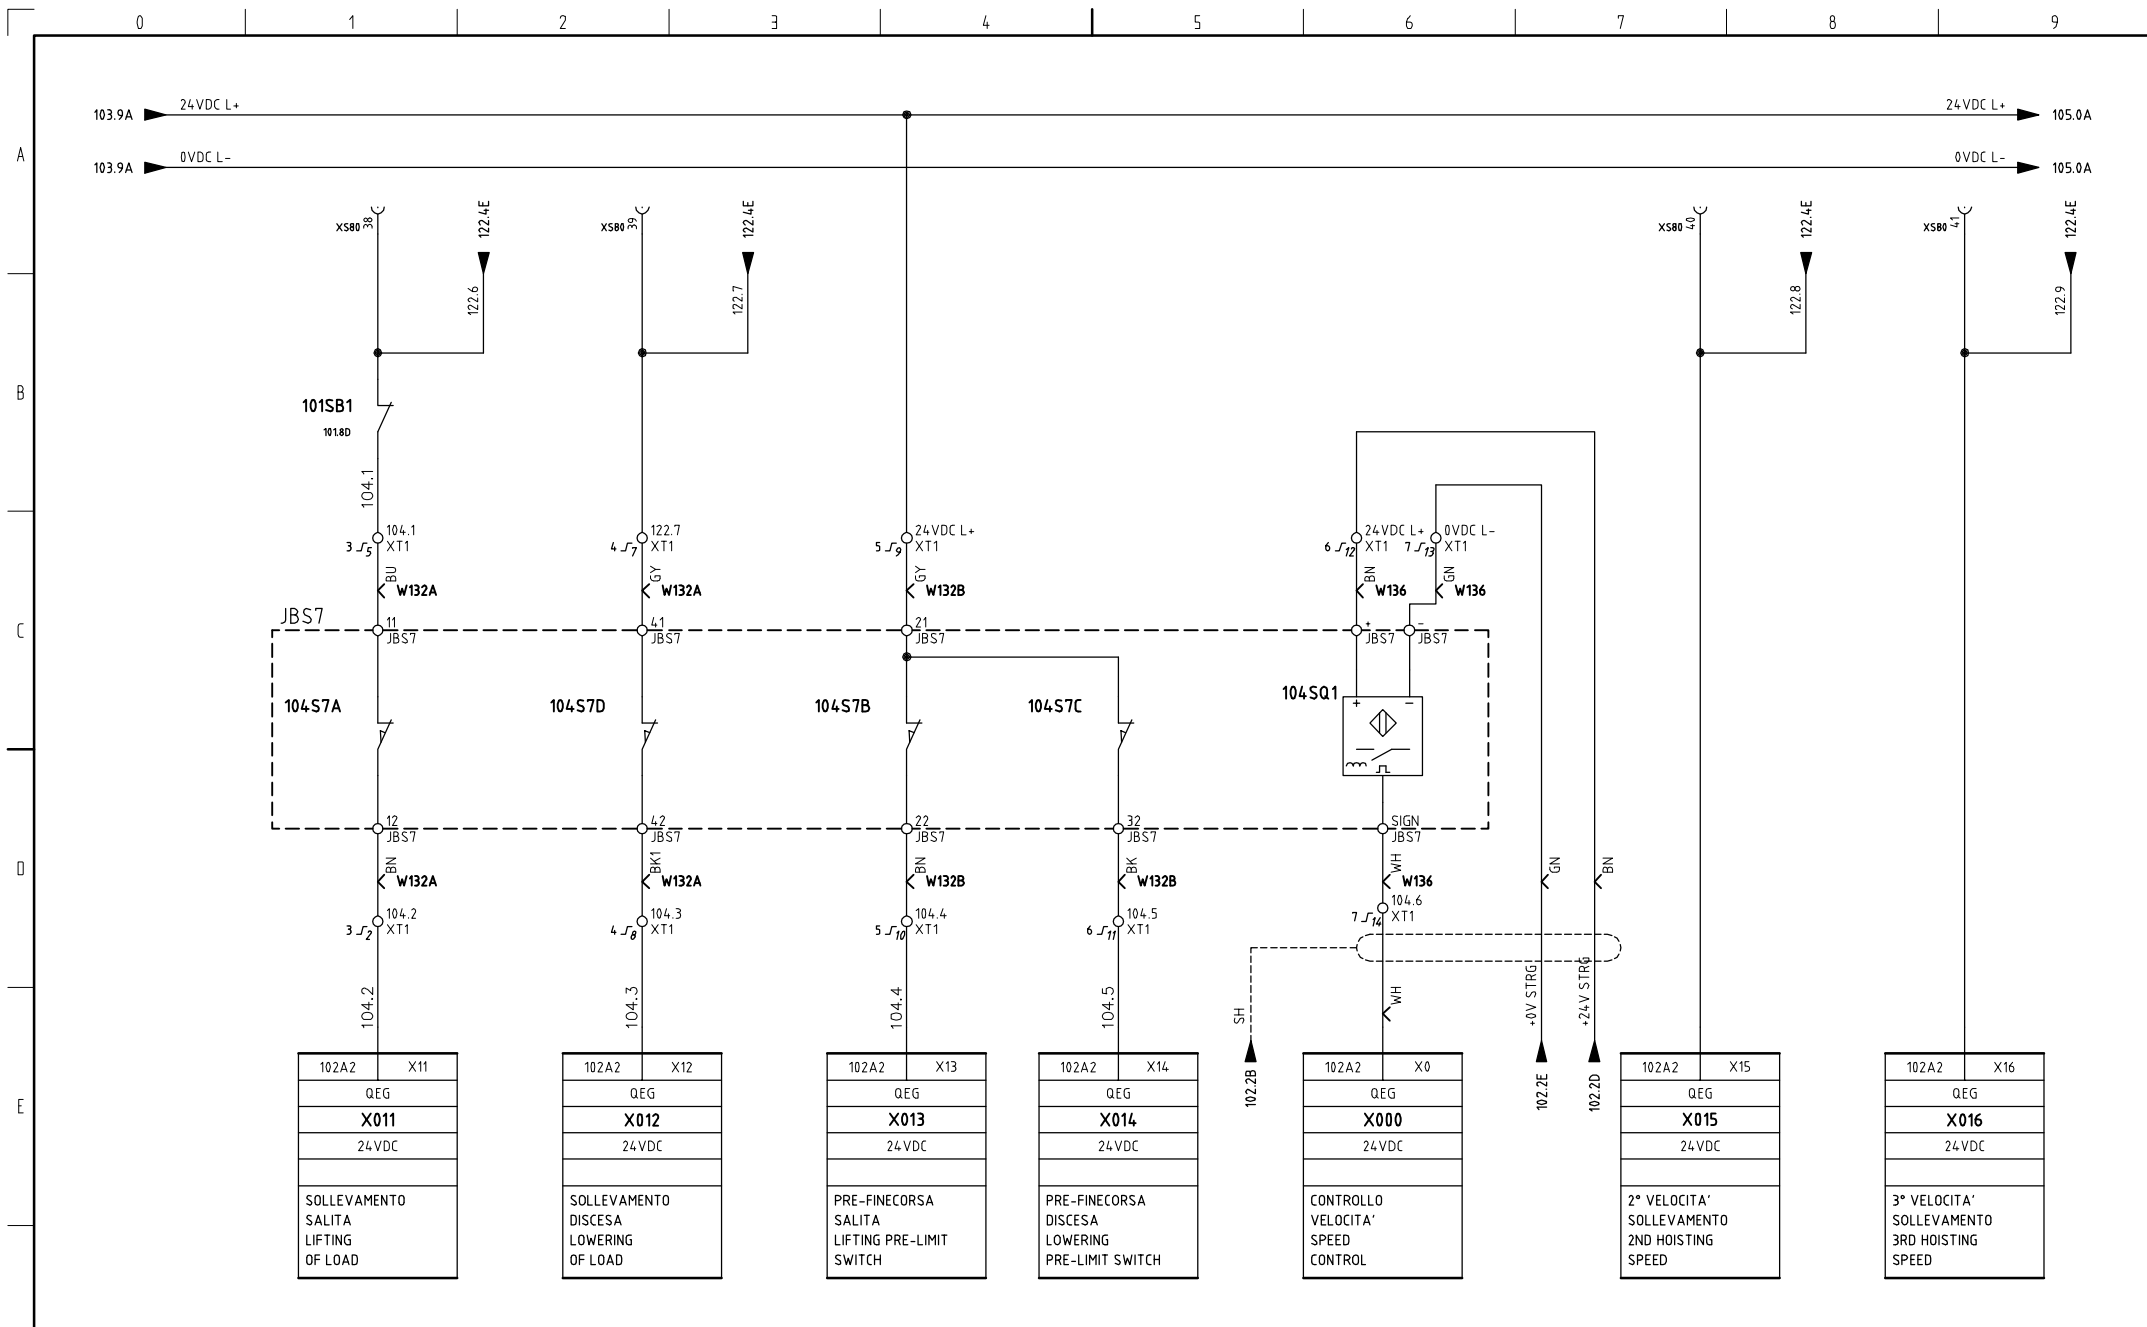 0 1 2 3 4 5 6 7 8 9
A
B
C
D
E
24VDC L+ 24VDC L+
103.9A 105.0A
0VDC L- 0VDC L-
103.9A 105.0A
XS80 38 122.4E XS80 39 122.4E XS80 40 122.4E XS80 41 122.4E
122.6 122.7 122.8 122.9
101SB1
101.8D
104.1
104.1 122.7 24VDC L+ 24VDC L+ 0VDC L-
3 5 XT1 4 7 XT1 5 9 XT1 6 12 XT1 7 13 XT1
BU W132A GY W132A GY W132B BN W136 GN W136
JBS7
11 41 21 + -
JBS7 JBS7 JBS7 JBS7 JBS7
104S7A 104S7D 104S7B 104S7C 104SQ1
+ -
12 42 22 32 SIGN
JBS7 JBS7 JBS7 JBS7 JBS7
BN W132A BK1 W132A BN W132B BK W132B WH W136 GN BN
104.2 104.3 104.4 104.5 104.6
3 2 XT1 4 8 XT1 5 10 XT1 6 11 XT1 7 14 XT1
104.2 104.3 104.4 104.5 SH WH +0V STRG +24V STRG
102.2B 102.2E 102.2D
102A2 X11
QEG
X011
24VDC
SOLLEVAMENTO
SALITA
LIFTING
OF LOAD
102A2 X12
QEG
X012
24VDC
SOLLEVAMENTO
DISCESA
LOWERING
OF LOAD
102A2 X13
QEG
X013
24VDC
PRE-FINECORSA
SALITA
LIFTING PRE-LIMIT
SWITCH
102A2 X14
QEG
X014
24VDC
PRE-FINECORSA
DISCESA
LOWERING
PRE-LIMIT SWITCH
102A2 X0
QEG
X000
24VDC
CONTROLLO
VELOCITA'
SPEED
CONTROL
102A2 X15
QEG
X015
24VDC
2° VELOCITA'
SOLLEVAMENTO
2ND HOISTING
SPEED
102A2 X16
QEG
X016
24VDC
3° VELOCITA'
SOLLEVAMENTO
3RD HOISTING
SPEED